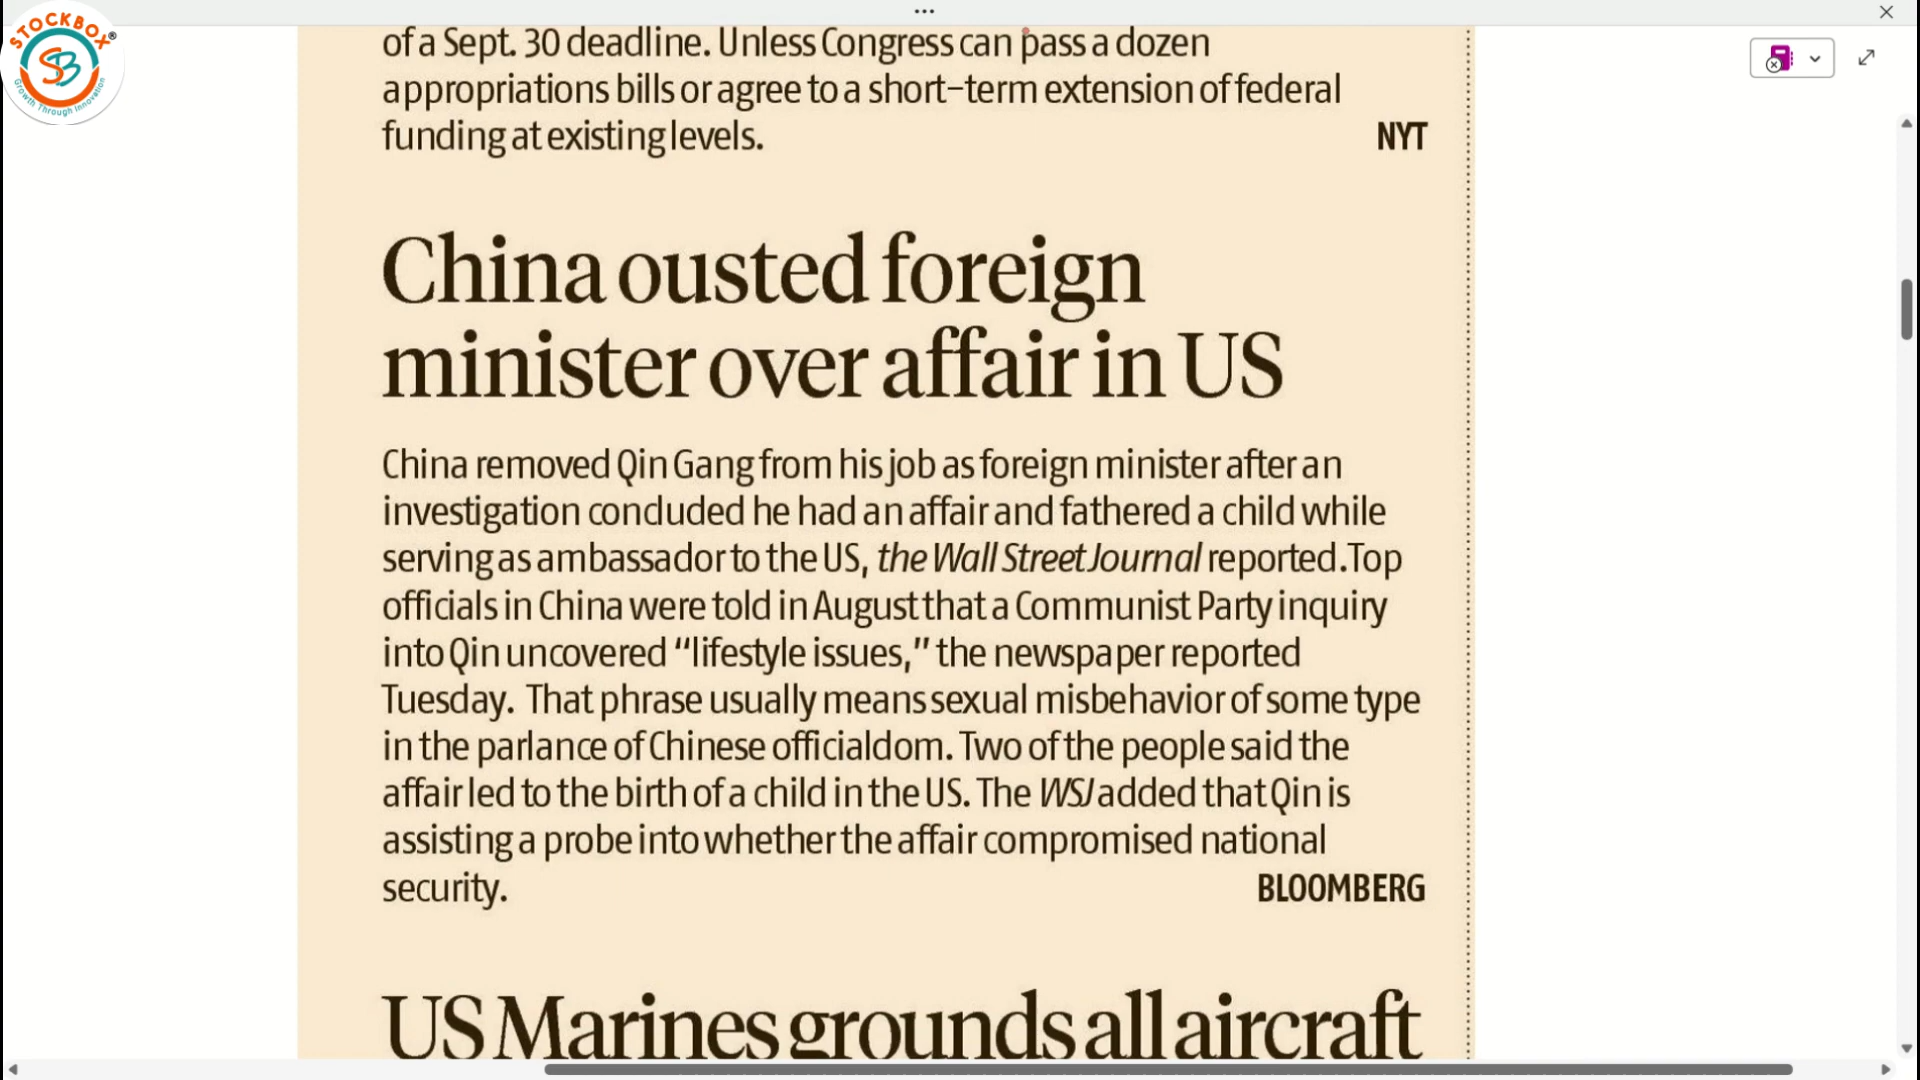 STOCKBOX®
SB
Growth Through Innovation
of a Sept. 30 deadline. Unless Congress can pass a dozen
appropriations bills or agree to a short-term extension of federal
funding at existing levels.
NYT
China ousted foreign
minister over affair in US
China removed Qin Gang from his job as foreign minister after an
investigation concluded he had an affair and fathered a child while
serving as ambassador to the US, the Wall Street Journal reported.Top
officials in China were told in August that a Communist Party inquiry
into Qin uncovered “lifestyle issues,” the newspaper reported
Tuesday. That phrase usually means sexual misbehavior of some type
in the parlance of Chinese officialdom. Two of the people said the
affair led to the birth of a child in the US. The WSJ added that Qin is
assisting a probe into whether the affair compromised national
security.
BLOOMBERG
US Marines grounds all aircraft